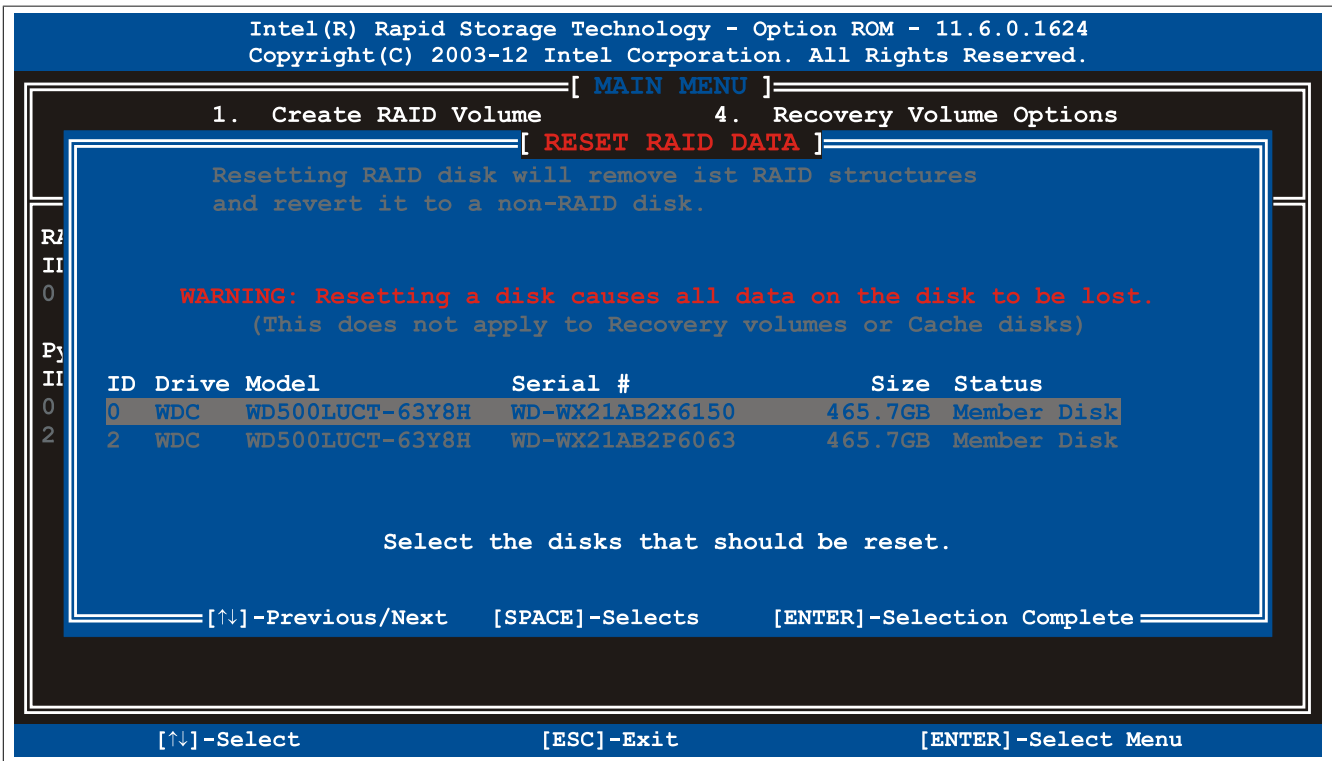 Intel(R) Rapid Storage Technology - Option ROM - 11.6.0.1624
Copyright(C) 2003-12 Intel Corporation. All Rights Reserved.
[ MAIN MENU ]
1. Create RAID Volume 4. Recovery Volume Options
[ RESET RAID DATA ]
Resetting RAID disk will remove ist RAID structures
and revert it to a non-RAID disk.
WARNING: Resetting a disk causes all data on the disk to be lost.
(This does not apply to Recovery volumes or Cache disks)
ID Drive Model Serial # Size Status
0 WDC WD500LUCT-63Y8H WD-WX21AB2X6150 465.7GB Member Disk
2 WDC WD500LUCT-63Y8H WD-WX21AB2P6063 465.7GB Member Disk
Select the disks that should be reset.
[↑↓]-Previous/Next [SPACE]-Selects [ENTER]-Selection Complete
0
0
2
[↑↓]-Select [ESC]-Exit [ENTER]-Select Menu